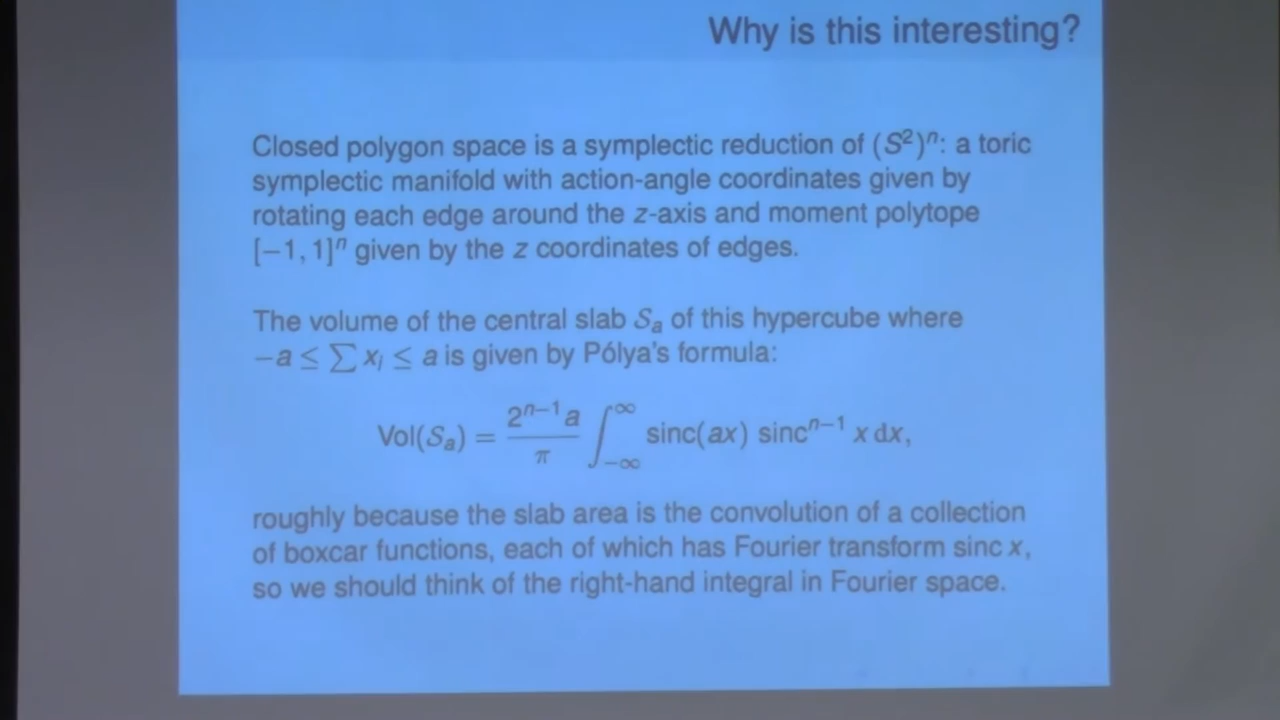 Why is this interesting?
Closed polygon space is a symplectic reduction of (S²)ⁿ: a toric
symplectic manifold with action-angle coordinates given by
rotating each edge around the z-axis and moment polytope
[−1, 1]ⁿ given by the z coordinates of edges.
The volume of the central slab Sₐ of this hypercube where
−a ≤ ∑ xᵢ ≤ a is given by Pólya's formula:
Vol(Sₐ) = 2ⁿ⁻¹a/π ∫_{−∞}^{∞} sinc(ax) sincⁿ⁻¹ x dx,
roughly because the slab area is the convolution of a collection
of boxcar functions, each of which has Fourier transform sinc x,
so we should think of the right-hand integral in Fourier space.